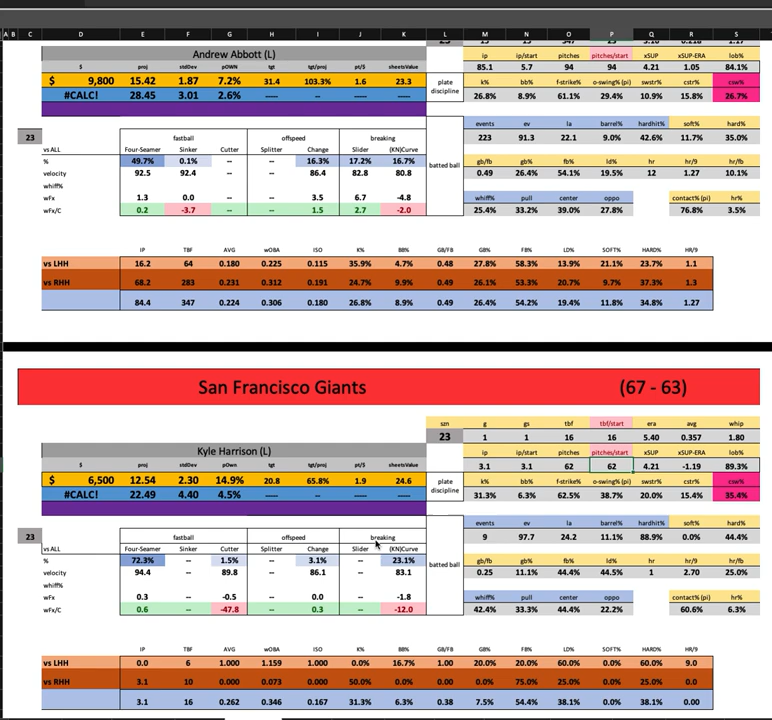 A B C D E F G H I J K L M N O P Q R S
Andrew Abbott (L) ip ip/start pitches pitches/start xSUP xSUP-ERA lob%
$ proj stdDev pOWN tgt tgt/proj pt/$ sheetsValue 85.1 5.7 94 94 4.21 1.05 84.1%
$ 9,800 15.42 1.87 7.2% 31.4 103.3% 1.6 23.3 plate discipline k% bb% f-strike% o-swing% (pi) swstr% cstr% csw%
#CALC! 28.45 3.01 2.6% -- -- -- -- 26.8% 8.9% 61.1% 29.4% 10.9% 15.8% 26.7%
events ev la barrel% hardhit% soft% hard%
23 fastball offspeed breaking 223 91.3 22.1 9.0% 42.6% 11.7% 35.0%
vs ALL Four-Seamer Sinker Cutter Splitter Change Slider (KN)Curve
% 49.7% 0.1% -- -- 16.3% 17.2% 16.7% batted ball gb/fb gb% fb% ld% hr hr/9 hr/fb
velocity 92.5 92.4 -- -- 86.4 82.8 80.8 0.49 26.4% 54.1% 19.5% 12 1.27 10.1%
whiff%
wFx 1.3 0.0 3.5 6.7 -4.8 whiff% pull center oppo contact% (pi) hr%
wFx/C 0.2 -3.7 -- -- 1.5 2.7 -2.0 25.4% 33.2% 39.0% 27.8% 76.8% 3.5%
IP TBF AVG wOBA ISO K% BB% GB/FB GB% FB% LD% SOFT% HARD% HR/9
vs LHH 16.2 64 0.180 0.225 0.115 35.9% 4.7% 0.48 27.8% 58.3% 13.9% 21.1% 23.7% 1.1
vs RHH 68.2 283 0.231 0.312 0.191 24.7% 9.9% 0.49 26.1% 53.3% 20.7% 9.7% 37.3% 1.3
84.4 347 0.224 0.306 0.180 26.8% 8.9% 0.49 26.4% 54.2% 19.4% 11.8% 34.8% 1.27
San Francisco Giants (67 - 63)
szn g gs tbf tbf/start era avg whip
23 1 1 16 16 5.40 0.357 1.80
Kyle Harrison (L) ip ip/start pitches pitches/start xSUP xSUP-ERA lob%
$ proj stdDev pOwn tgt tgt/proj pt/$ sheetsValue 3.1 3.1 62 62 4.21 -1.19 89.3%
$ 6,500 12.54 2.30 14.9% 20.8 65.8% 1.9 24.6 plate discipline k% bb% f-strike% o-swing% (pi) swstr% cstr% csw%
#CALC! 22.49 4.40 4.5% -- -- -- -- 31.3% 6.3% 62.5% 38.7% 20.0% 15.4% 35.4%
events ev la barrel% hardhit% soft% hard%
23 fastball offspeed breaking 9 97.7 24.2 11.1% 88.9% 0.0% 44.4%
vs ALL Four-Seamer Sinker Cutter Splitter Change Slider (KN)Curve
% 72.3% -- 1.5% -- 3.1% -- 23.1% batted ball gb/fb gb% fb% ld% hr hr/9 hr/fb
velocity 94.4 -- 89.8 -- 86.1 -- 83.1 0.25 11.1% 44.4% 44.5% 1 2.70 25.0%
whiff%
wFx 0.3 -0.5 0.0 -1.8 whiff% pull center oppo contact% (pi) hr%
wFx/C 0.6 -- -47.8 -- 0.3 -- -12.0 42.4% 33.3% 44.4% 22.2% 60.6% 6.3%
IP TBF AVG wOBA ISO K% BB% GB/FB GB% FB% LD% SOFT% HARD% HR/9
vs LHH 0.0 6 1.000 1.159 1.000 0.0% 16.7% 1.00 20.0% 20.0% 60.0% 0.0% 60.0% 9.0
vs RHH 3.1 10 0.000 0.073 0.000 50.0% 0.0% 0.00 0.0% 75.0% 25.0% 0.0% 25.0% 0.0
3.1 16 0.262 0.346 0.167 31.3% 6.3% 0.38 7.5% 54.4% 38.1% 0.0% 38.1% 0.00